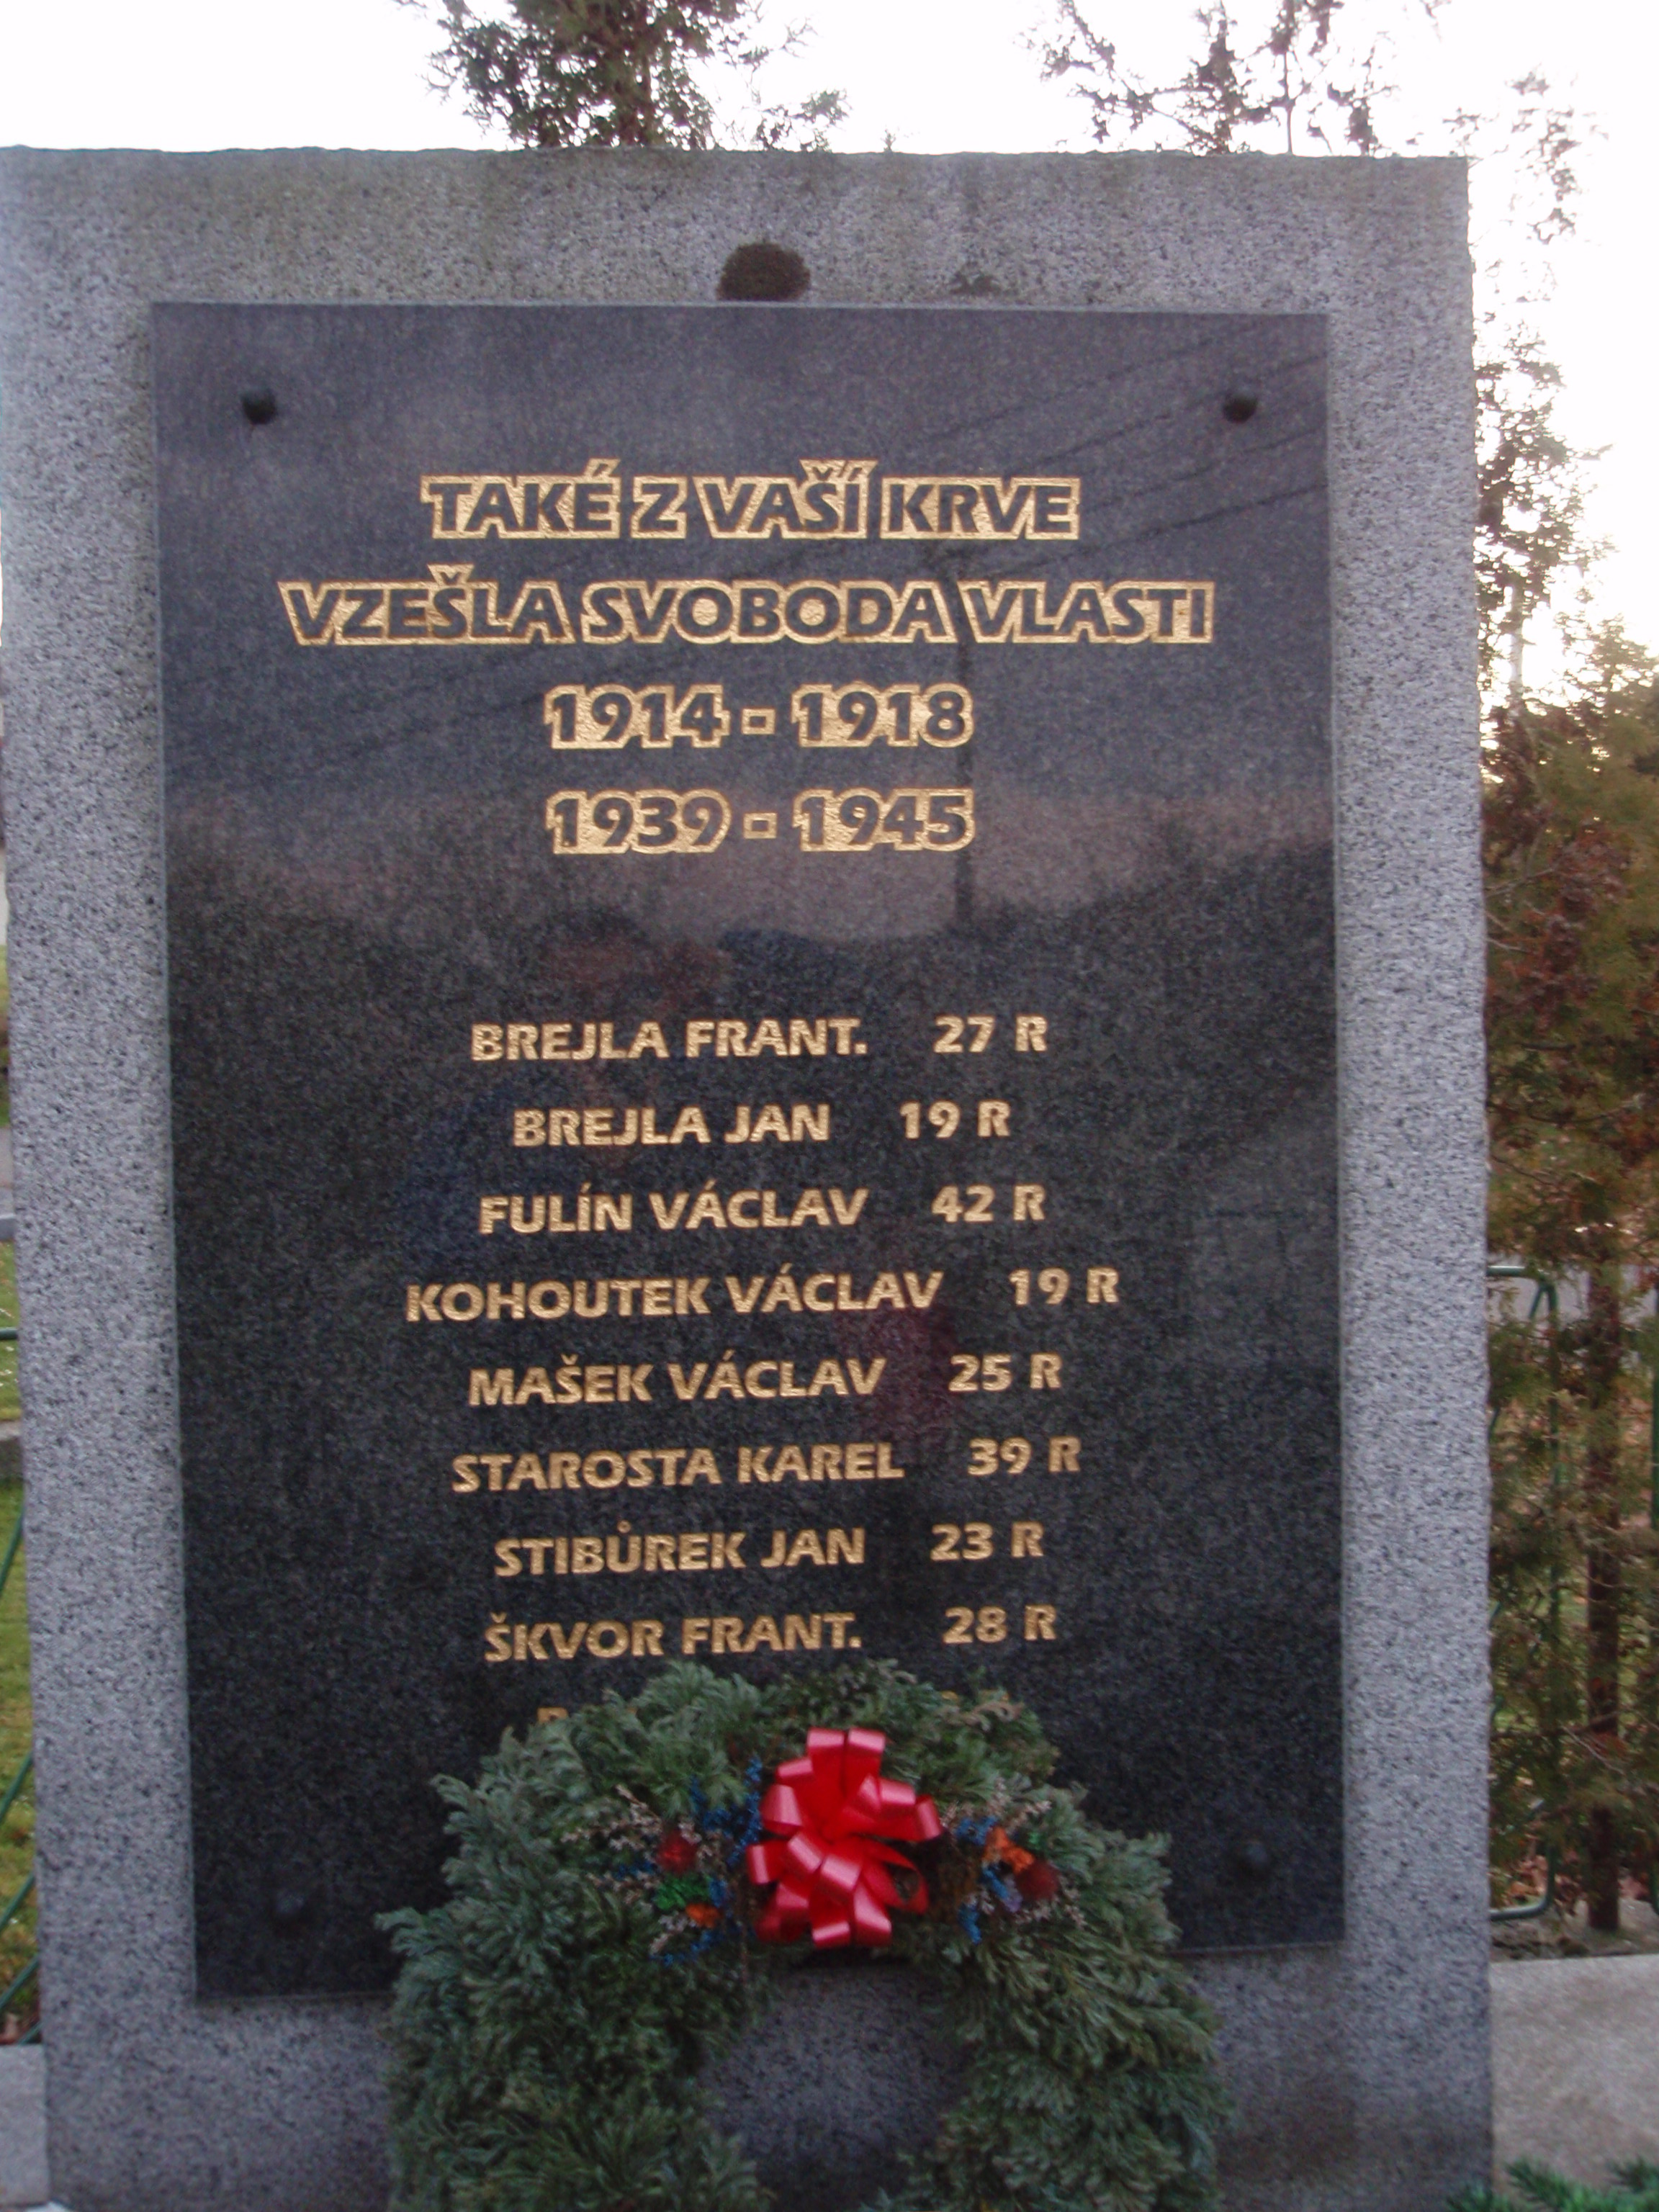 TAKÉ Z VAŠÍ KRVE
VZEŠLA SVOBODA VLASTI
1914 - 1918
1939 - 1945
BREJLA FRANT. 27 R
BREJLA JAN 19 R
FULÍN VÁCLAV 42 R
KOHOUTEK VÁCLAV 19 R
MAŠEK VÁCLAV 25 R
STAROSTA KAREL 39 R
STIBŮREK JAN 23 R
ŠKVOR FRANT. 28 R